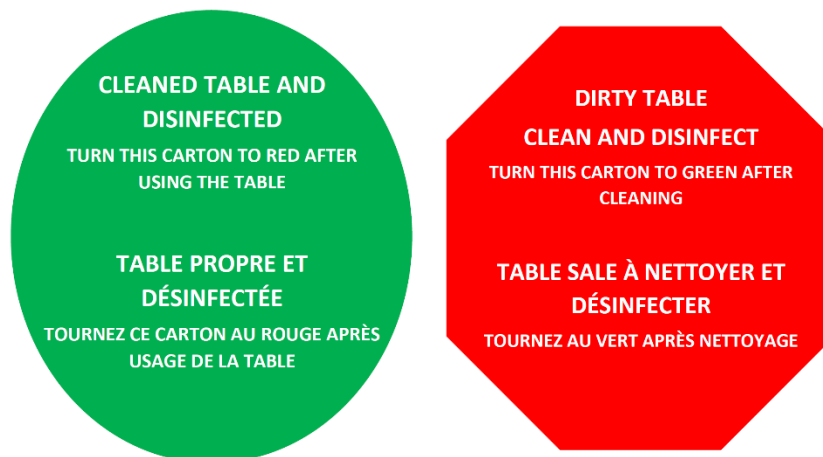 CLEANED TABLE AND
DISINFECTED
TURN THIS CARTON TO RED AFTER
USING THE TABLE
TABLE PROPRE ET
DÉSINFECTÉE
TOURNEZ CE CARTON AU ROUGE APRÈS
USAGE DE LA TABLE
DIRTY TABLE
CLEAN AND DISINFECT
TURN THIS CARTON TO GREEN AFTER
CLEANING
TABLE SALE À NETTOYER ET
DÉSINFECTER
TOURNEZ AU VERT APRÈS NETTOYAGE